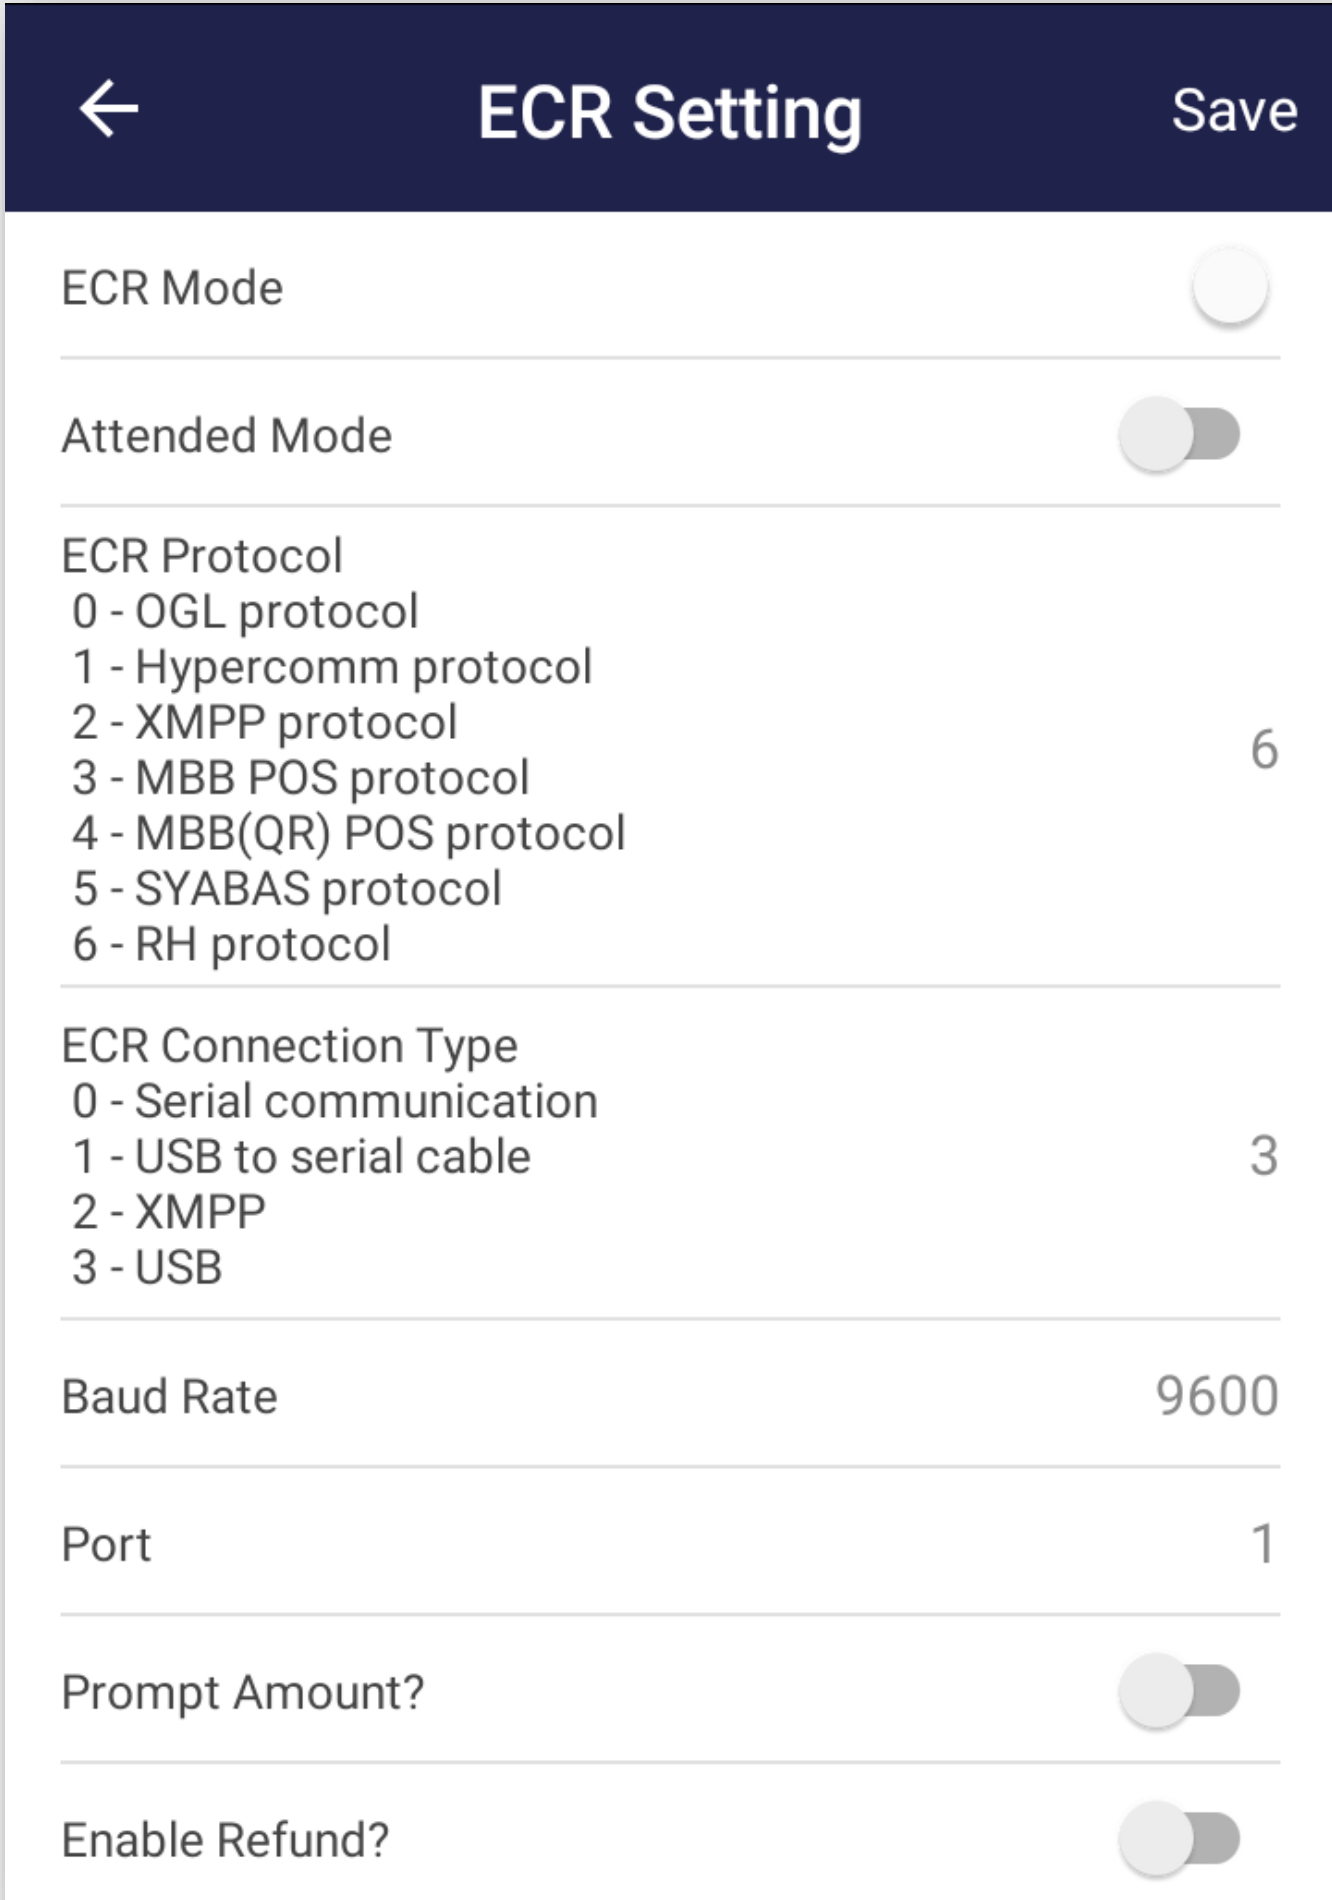 ECR Setting
Save
ECR Mode
Attended Mode
ECR Protocol
0 - OGL protocol
1 - Hypercomm protocol
2 - XMPP protocol
3 - MBB POS protocol
4 - MBB(QR) POS protocol
5 - SYABAS protocol
6 - RH protocol
6
ECR Connection Type
0 - Serial communication
1 - USB to serial cable
2 - XMPP
3 - USB
3
Baud Rate
9600
Port
1
Prompt Amount?
Enable Refund?